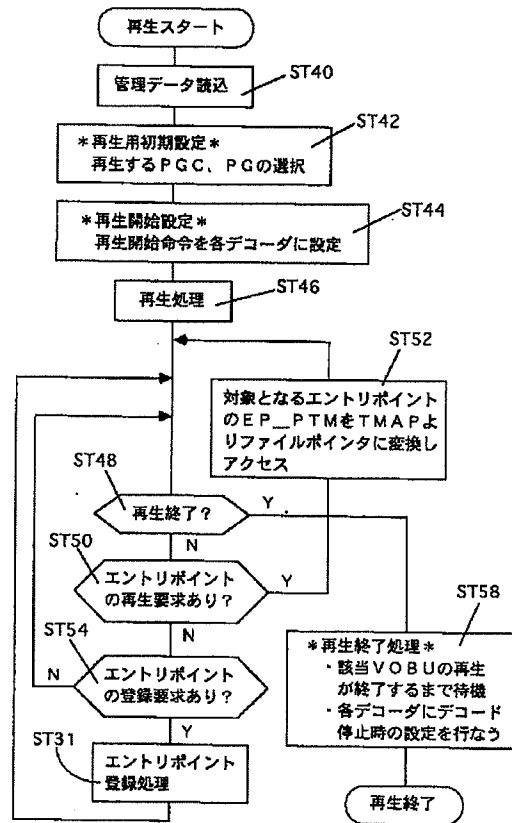 再生スタート
管理データ読込
ST40
ST42
＊再生用初期設定＊
再生するＰＧＣ、ＰＧの選択
ST44
＊再生開始設定＊
再生開始命令を各デコーダに設定
ST46
再生処理
ST52
対象となるエントリポイント
のＥＰ＿ＰＴＭをＴＭＡＰよ
りファイルポインタに変換し
アクセス
ST48
再生終了？
Y
N
ST50
エントリポイント
の再生要求あり？
Y
N
ST54
エントリポイント
の登録要求あり？
N
Y
ST31
エントリポイント
登録処理
ST58
＊再生終了処理＊
・該当ＶＯＢＵの再生
が終了するまで待機
・各デコーダにデコード
停止時の設定を行なう
再生終了